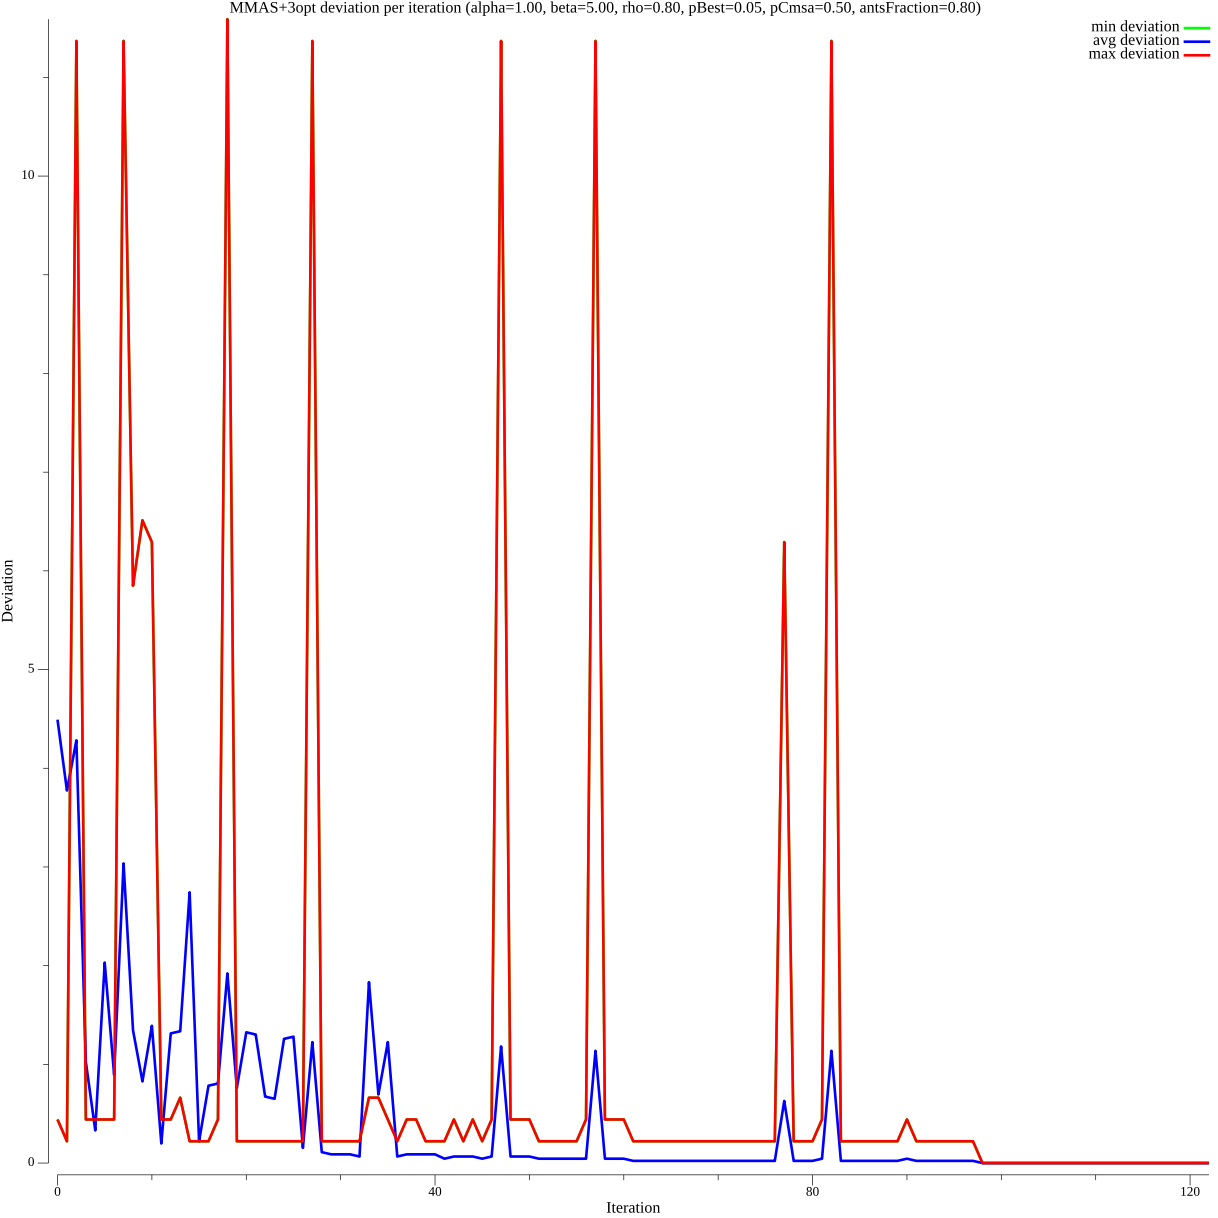 MMAS+3opt deviation per iteration (alpha=1.00, beta=5.00, rho=0.80, pBest=0.05, pCmsa=0.50, antsFraction=0.80)
min deviation
avg deviation
max deviation
10
5
0
Deviation
0
40
80
120
Iteration